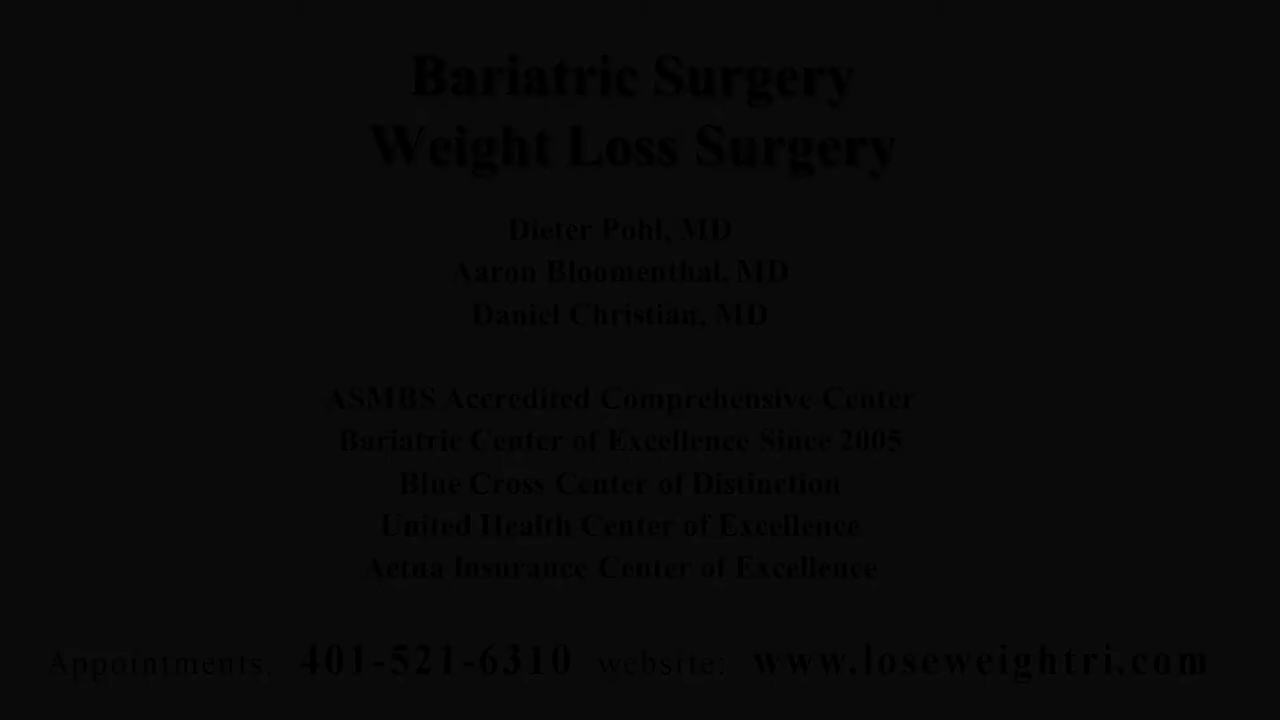 Bariatric Surgery
Weight Loss Surgery
Dieter Pohl, MD
Aaron Bloomenthal, MD
Daniel Christian, MD
ASMBS Accredited Comprehensive Center
Bariatric Center of Excellence Since 2005
Blue Cross Center of Distinction
United Health Center of Excellence
Aetna Insurance Center of Excellence
Appointments: 401-521-6310 website: www.loseweightri.com